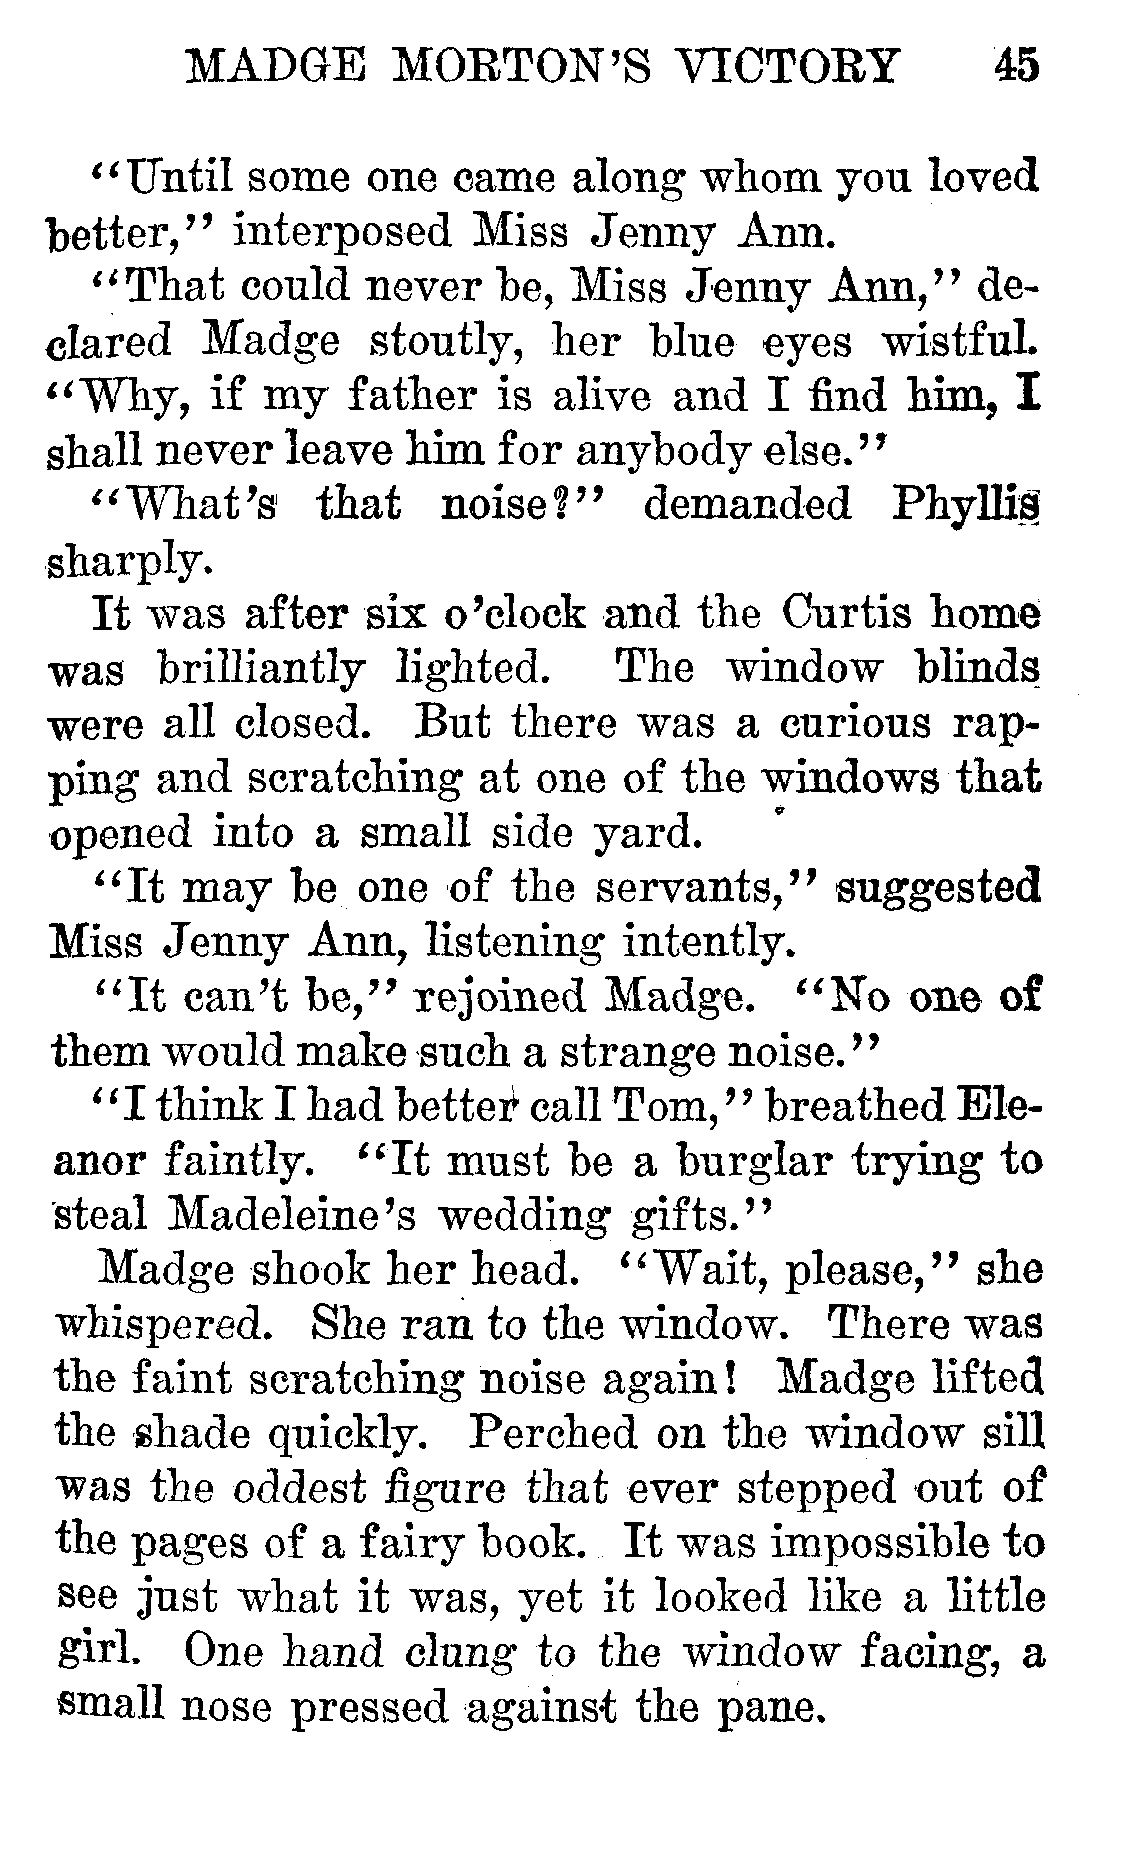 MADGE MORTON'S VICTORY 45
"Until some one came along whom you loved
better," interposed Miss Jenny Ann.
"That could never be, Miss Jenny Ann," de-
clared Madge stoutly, her blue eyes wistful.
"Why, if my father is alive and I find him, I
shall never leave him for anybody else."
"What's that noise?" demanded Phyllis
sharply.
It was after six o'clock and the Curtis home
was brilliantly lighted. The window blinds
were all closed. But there was a curious rap-
ping and scratching at one of the windows that
opened into a small side yard.
"It may be one of the servants," suggested
Miss Jenny Ann, listening intently.
"It can't be," rejoined Madge. "No one of
them would make such a strange noise."
"I think I had better call Tom," breathed Ele-
anor faintly. "It must be a burglar trying to
steal Madeleine's wedding gifts."
Madge shook her head. "Wait, please," she
whispered. She ran to the window. There was
the faint scratching noise again! Madge lifted
the shade quickly. Perched on the window sill
was the oddest figure that ever stepped out of
the pages of a fairy book. It was impossible to
see just what it was, yet it looked like a little
girl. One hand clung to the window facing, a
small nose pressed against the pane.